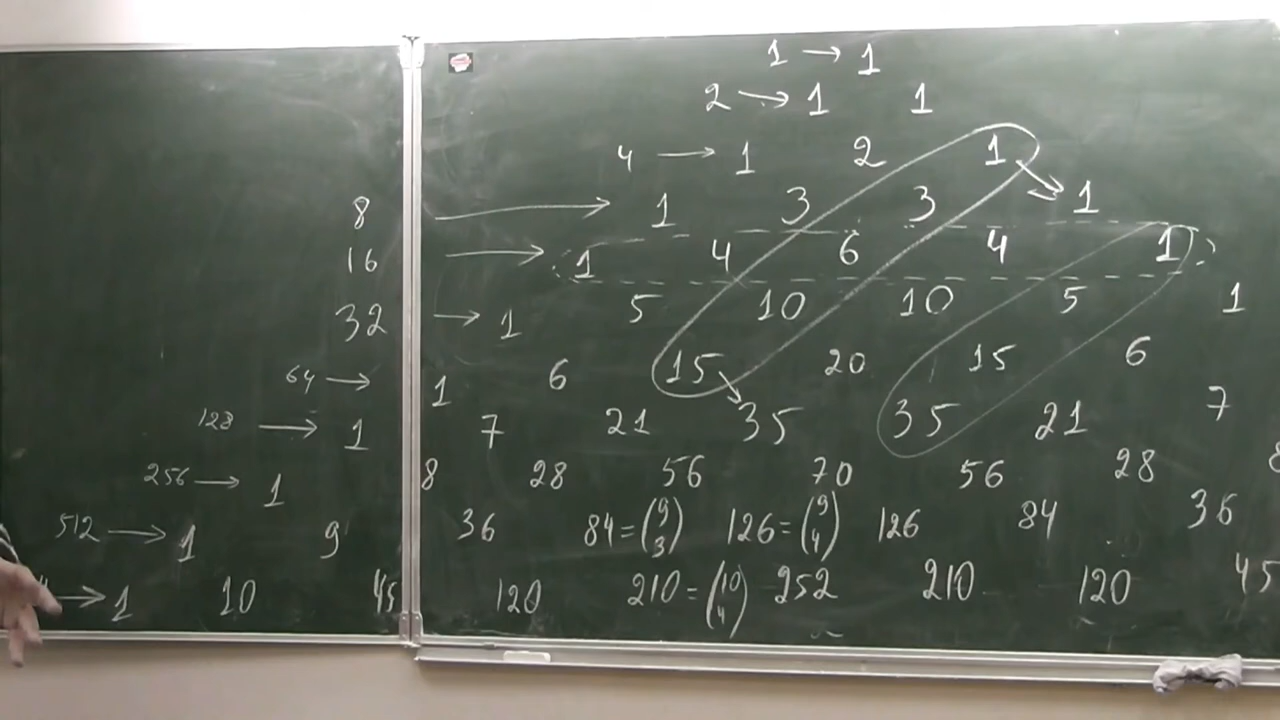 1 → 1
2 → 1 1
4 → 1 2 1
8 → 1 3 3 1
16 → 1 4 6 4 1
32 → 1 5 10 10 5 1
64 → 1 6 15 20 15 6
128 → 1 7 21 35 35 21 7
256 → 1 8 28 56 70 56 28
512 → 1 9 36 84 = (9 3) 126 = (9 4) 126 84 36
→ 1 10 45 120 210 = (10 4) 252 210 120 45